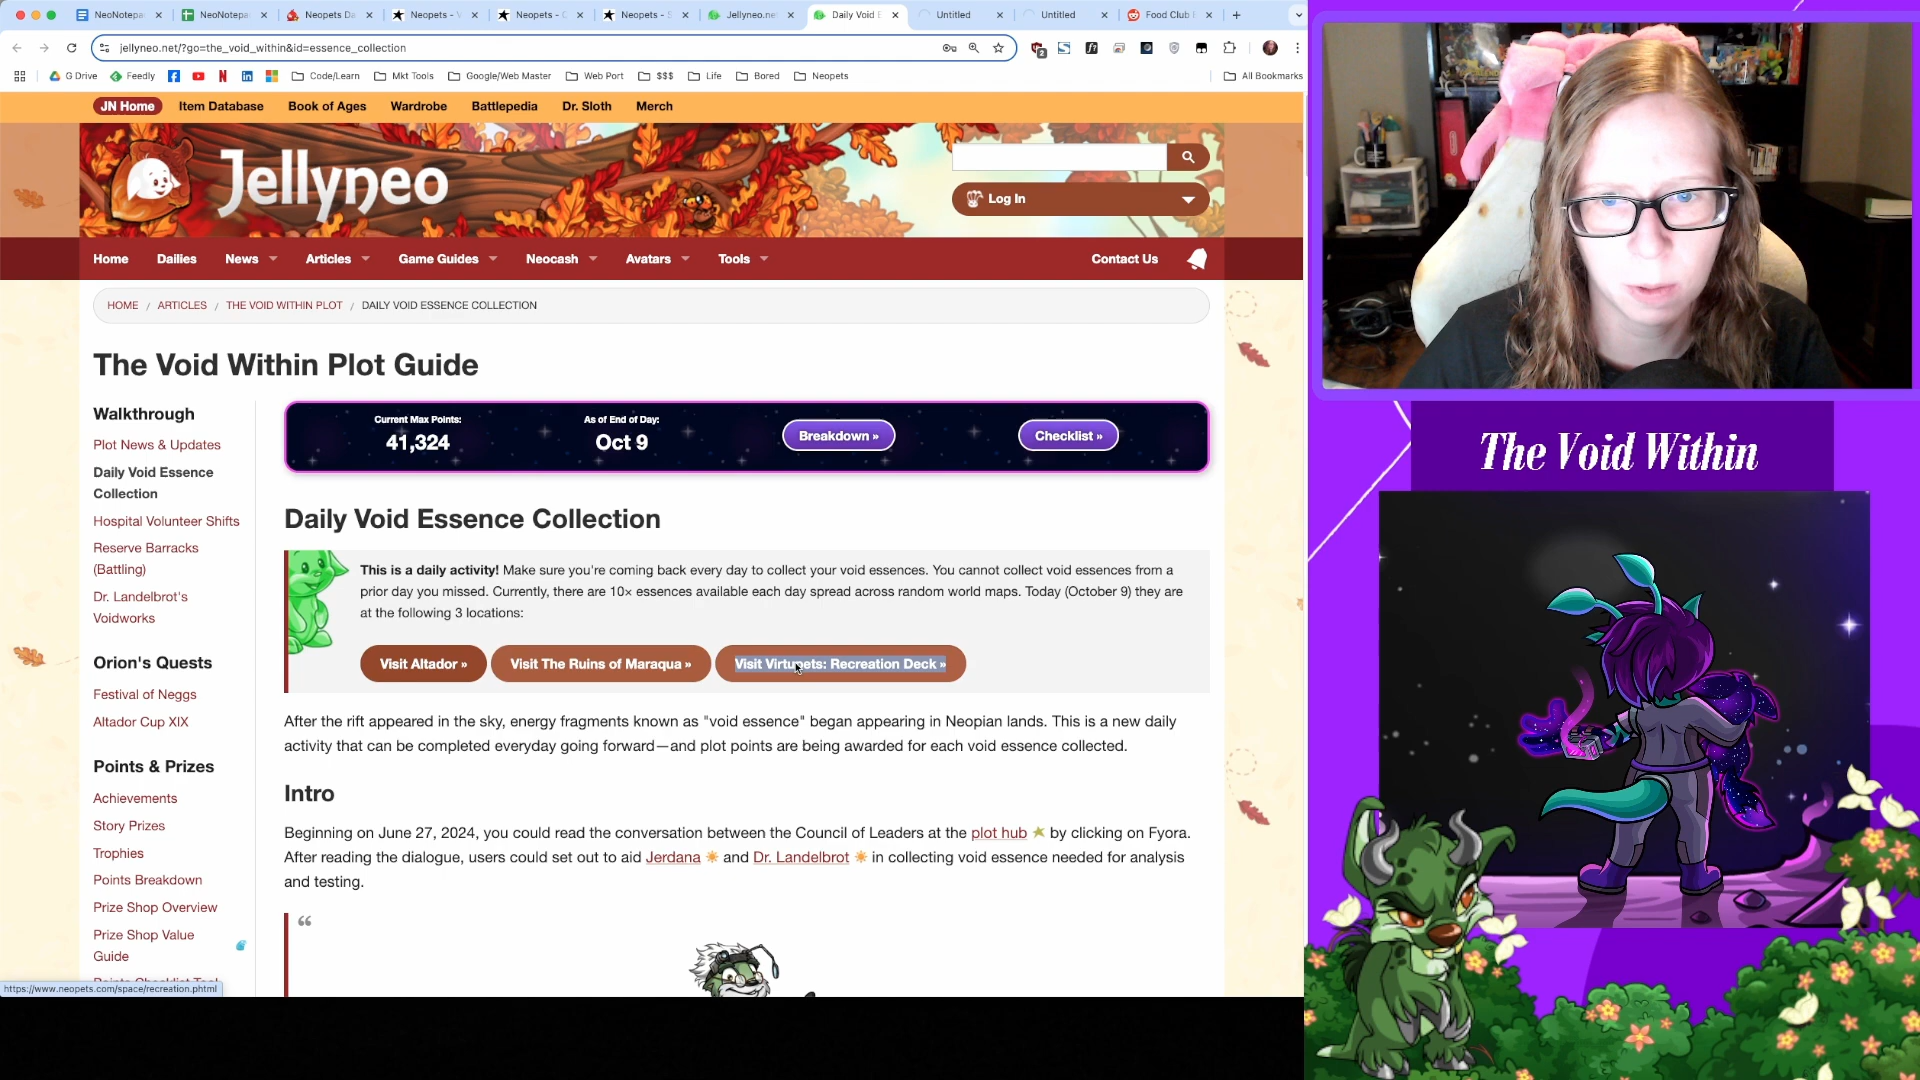 NeoNotepa
NeoNotepa
Neopets Da
Neopets - V
Neopets -
Neopets - S
Jellyneo.ne
Daily Void E
Untitled
Untitled
Food Club
jellyneo.net/?go=the_void_within&id=essence_collection
2
G Drive
Feedly
Code/Learn
Mkt Tools
Google/Web Master
Web Port
$$$
Life
Bored
Neopets
All Bookmarks
JN Home
Item Database
Book of Ages
Wardrobe
Battlepedia
Dr. Sloth
Merch
Jellyneo
Log In
Home
Dailies
News
Articles
Game Guides
Neocash
Avatars
Tools
Contact Us
HOME / ARTICLES / THE VOID WITHIN PLOT / DAILY VOID ESSENCE COLLECTION
The Void Within Plot Guide
Walkthrough
Plot News & Updates
Daily Void Essence
Collection
Hospital Volunteer Shifts
Reserve Barracks
(Battling)
Dr. Landelbrot's
Voidworks
Orion's Quests
Festival of Neggs
Altador Cup XIX
Points & Prizes
Achievements
Story Prizes
Trophies
Points Breakdown
Prize Shop Overview
Prize Shop Value
Guide
Points Checklist Tool
https://www.neopets.com/space/recreation.phtml
Current Max Points:
41,324
As of End of Day:
Oct 9
Breakdown »
Checklist »
Daily Void Essence Collection
This is a daily activity! Make sure you're coming back every day to collect your void essences. You cannot collect void essences from a
prior day you missed. Currently, there are 10× essences available each day spread across random world maps. Today (October 9) they are
at the following 3 locations:
Visit Altador »
Visit The Ruins of Maraqua »
Visit Virtupets: Recreation Deck »
After the rift appeared in the sky, energy fragments known as "void essence" began appearing in Neopian lands. This is a new daily
activity that can be completed everyday going forward—and plot points are being awarded for each void essence collected.
Intro
Beginning on June 27, 2024, you could read the conversation between the Council of Leaders at the plot hub by clicking on Fyora.
After reading the dialogue, users could set out to aid Jerdana and Dr. Landelbrot in collecting void essence needed for analysis
and testing.
“
The Void Within